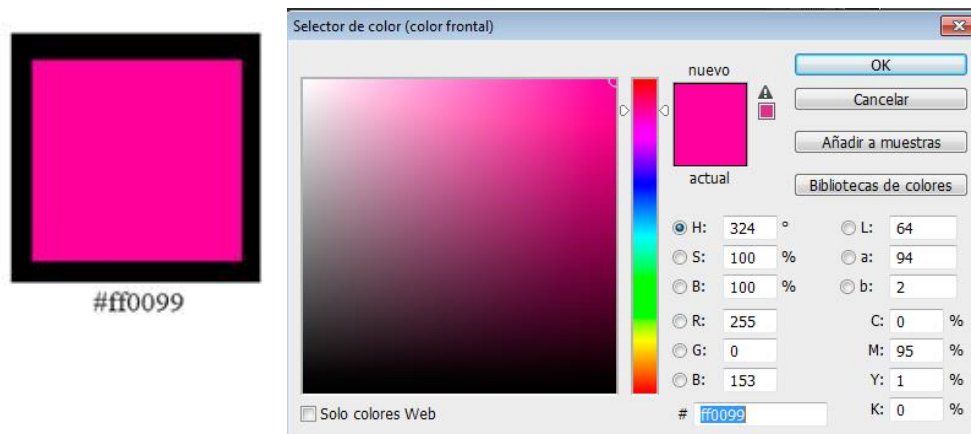 #ff0099
Selector de color (color frontal)
nuevo
actual
OK
Cancelar
Añadir a muestras
Bibliotecas de colores
H: 324 ° L: 64
S: 100 % a: 94
B: 100 % b: 2
R: 255 C: 0 %
G: 0 M: 95 %
B: 153 Y: 1 %
# ff0099 K: 0 %
Solo colores Web